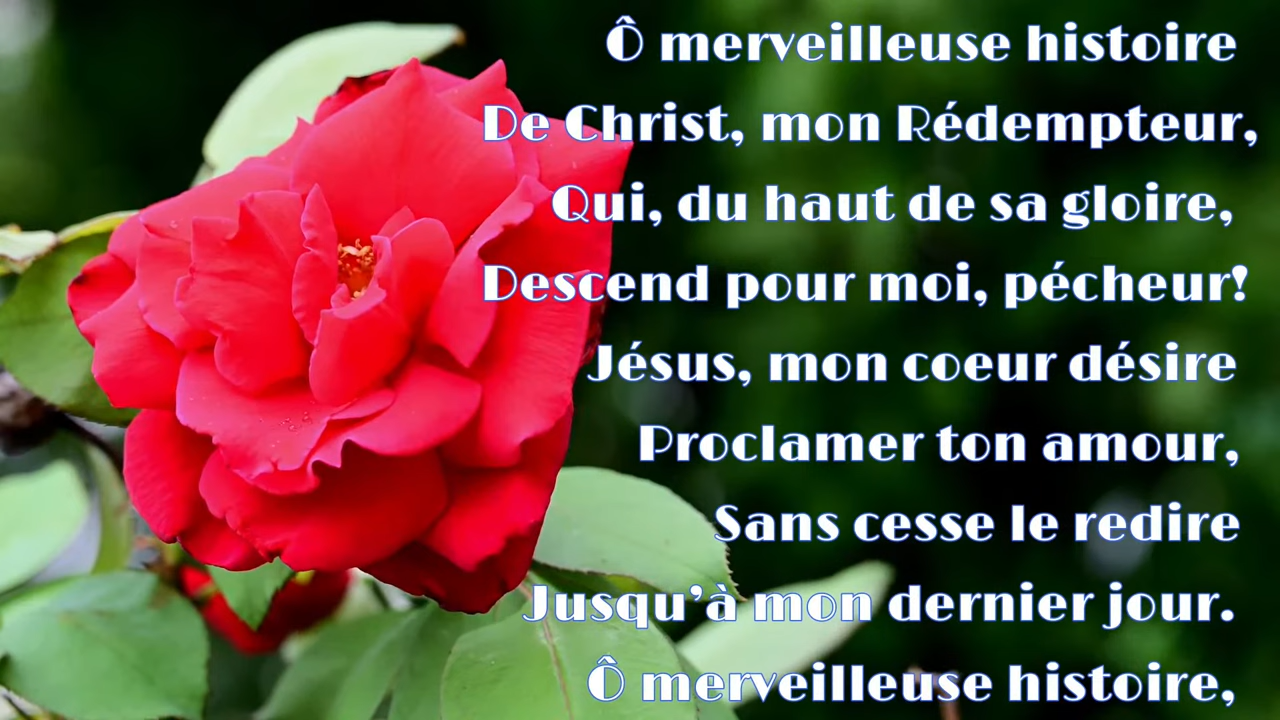 Ô merveilleuse histoire
De Christ, mon Rédempteur,
Qui, du haut de sa gloire,
Descend pour moi, pécheur!
Jésus, mon coeur désire
Proclamer ton amour,
Sans cesse le redire
Jusqu’à mon dernier jour.
Ô merveilleuse histoire,